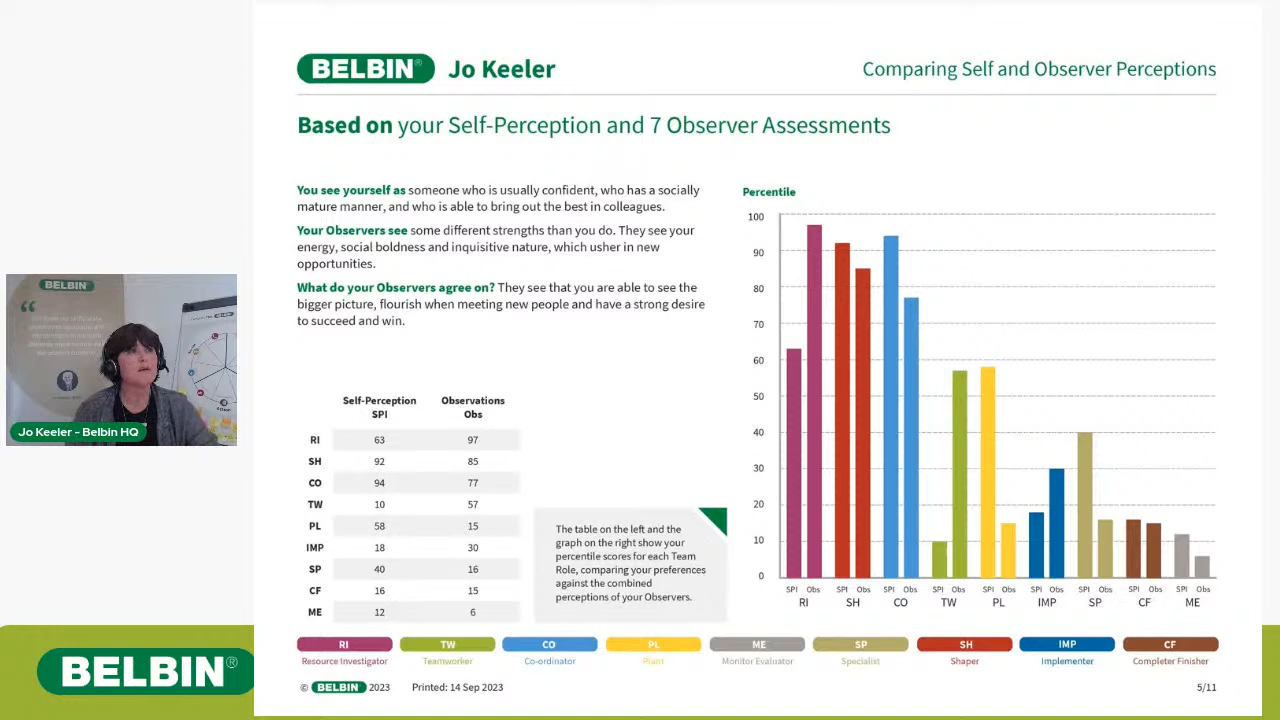 BELBIN® Jo Keeler
Comparing Self and Observer Perceptions
Based on your Self-Perception and 7 Observer Assessments
You see yourself as someone who is usually confident, who has a socially
mature manner, and who is able to bring out the best in colleagues.
Your Observers see some different strengths than you do. They see your
energy, social boldness and inquisitive nature, which usher in new
opportunities.
What do your Observers agree on? They see that you are able to see the
bigger picture, flourish when meeting new people and have a strong desire
to succeed and win.
Self-Perception Observations
SPI Obs
RI 63 97
SH 92 85
CO 94 77
TW 10 57
PL 58 15
IMP 18 30
SP 40 16
CF 16 15
ME 12 6
The table on the left and the
graph on the right show your
percentile scores for each Team
Role, comparing your preferences
against the combined
perceptions of your Observers.
Percentile
100
90
80
70
60
50
40
30
20
10
0
SPI Obs SPI Obs SPI Obs SPI Obs SPI Obs SPI Obs SPI Obs SPI Obs SPI Obs
RI SH CO TW PL IMP SP CF ME
RI TW CO PL ME SP SH IMP CF
Resource Investigator Teamworker Co-ordinator Plant Monitor Evaluator Specialist Shaper Implementer Completer Finisher
© BELBIN® 2023 Printed: 14 Sep 2023
5/11
BELBIN
Jo Keeler - Belbin HQ
BELBIN®